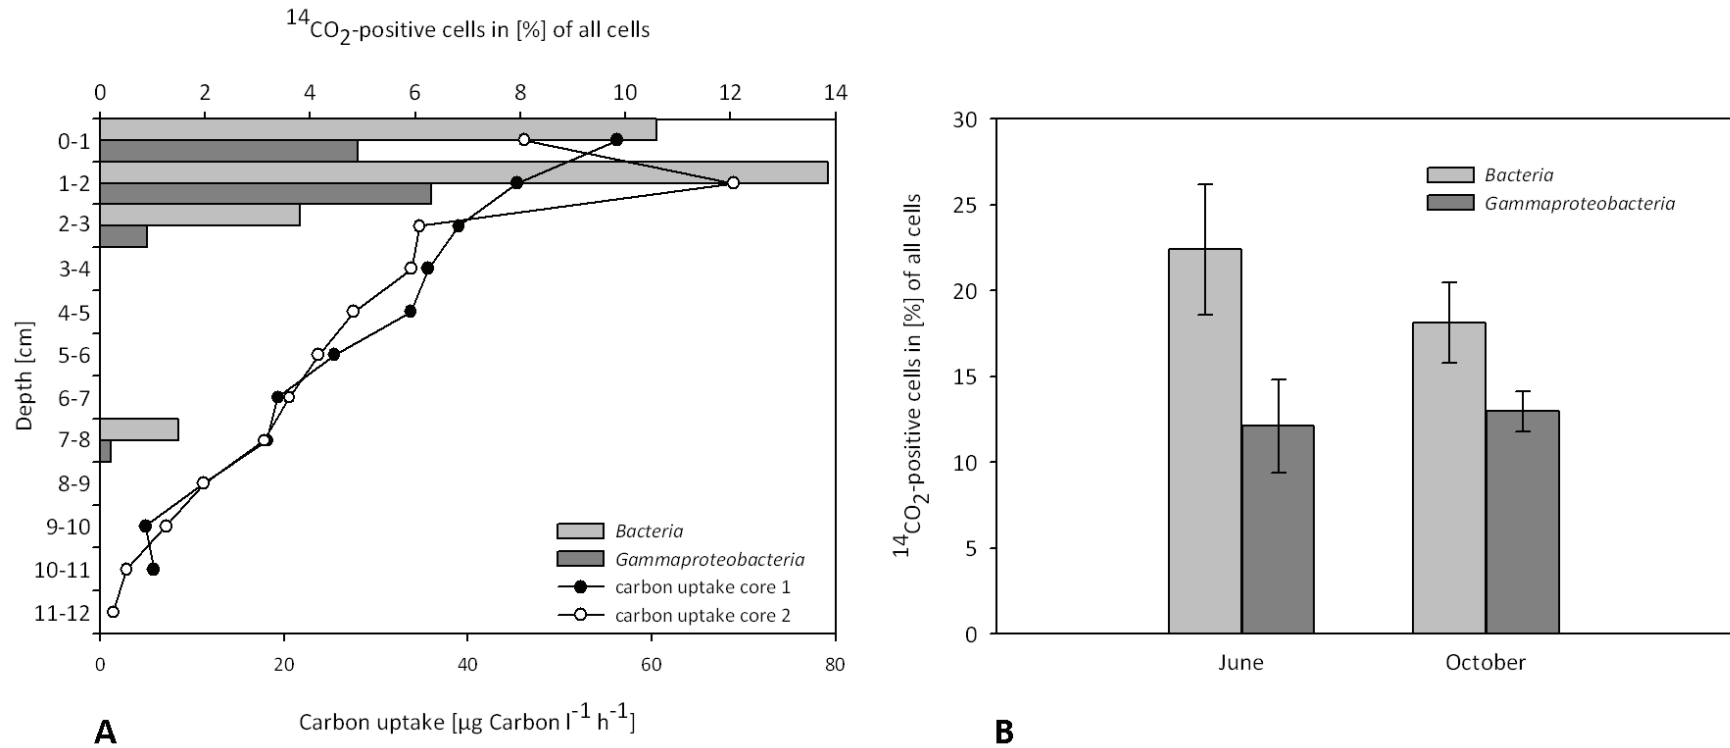 14CO2-positive cells in [%] of all cells
0 2 4 6 8 10 12 14
Depth [cm]
0-1
1-2
2-3
3-4
4-5
5-6
6-7
7-8
8-9
9-10
10-11
11-12
Bacteria
Gammaproteobacteria
carbon uptake core 1
carbon uptake core 2
0 20 40 60 80
Carbon uptake [µg Carbon l-1 h-1]
A
14CO2-positive cells in [%] of all cells
30
25
20
15
10
5
0
Bacteria
Gammaproteobacteria
June October
B